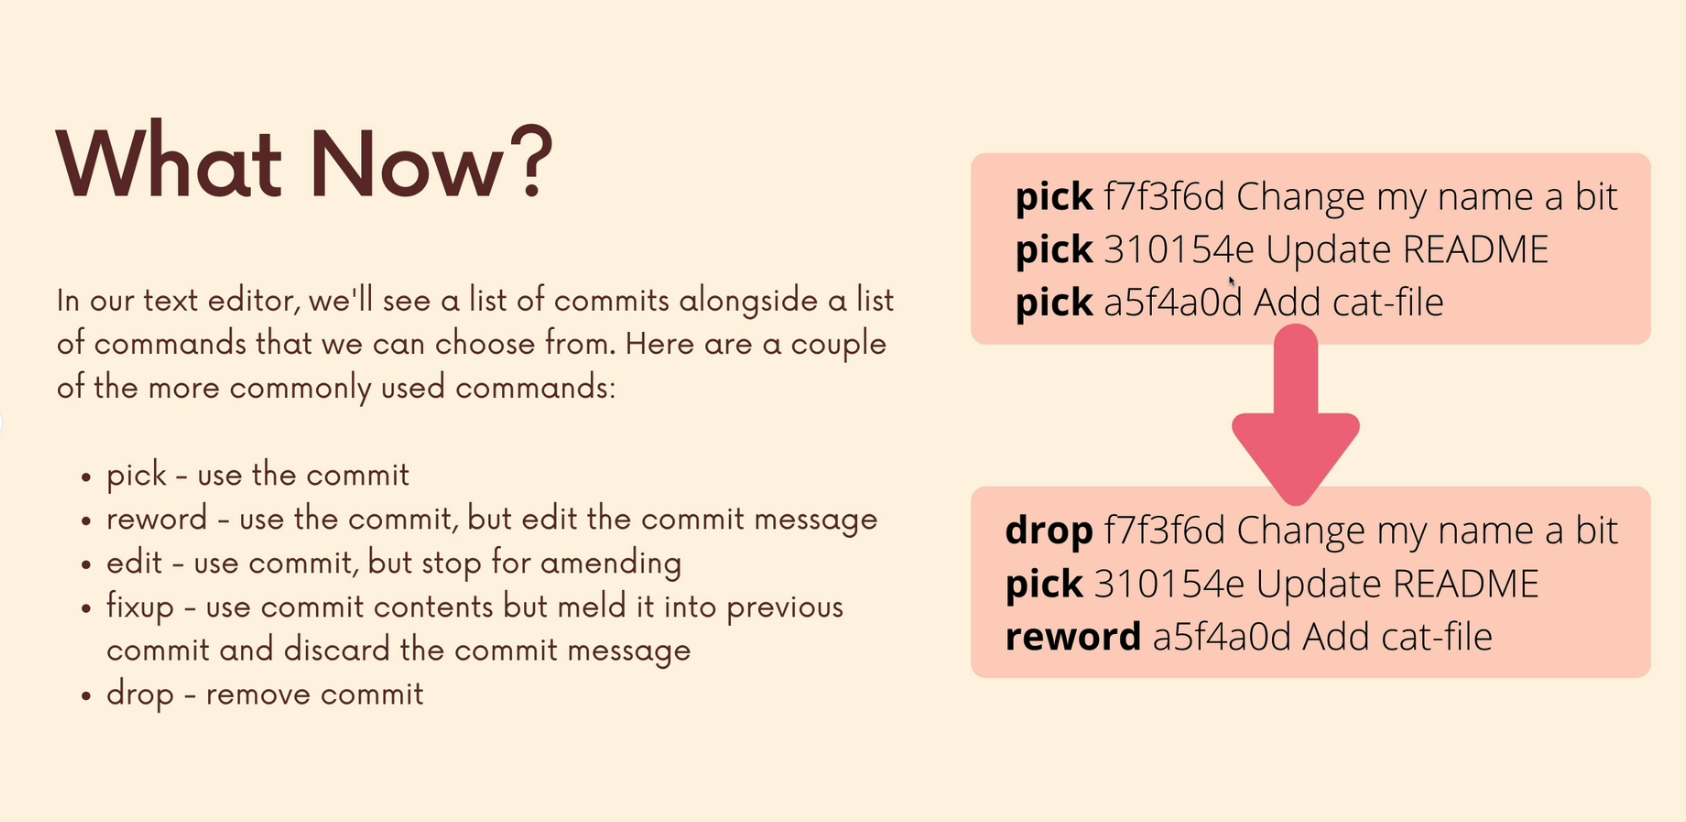 What Now?
In our text editor, we'll see a list of commits alongside a list
of commands that we can choose from. Here are a couple
of the more commonly used commands:
• pick - use the commit
• reword - use the commit, but edit the commit message
• edit - use commit, but stop for amending
• fixup - use commit contents but meld it into previous
commit and discard the commit message
• drop - remove commit
pick f7f3f6d Change my name a bit
pick 310154e Update README
pick a5f4a0d Add cat-file
drop f7f3f6d Change my name a bit
pick 310154e Update README
reword a5f4a0d Add cat-file